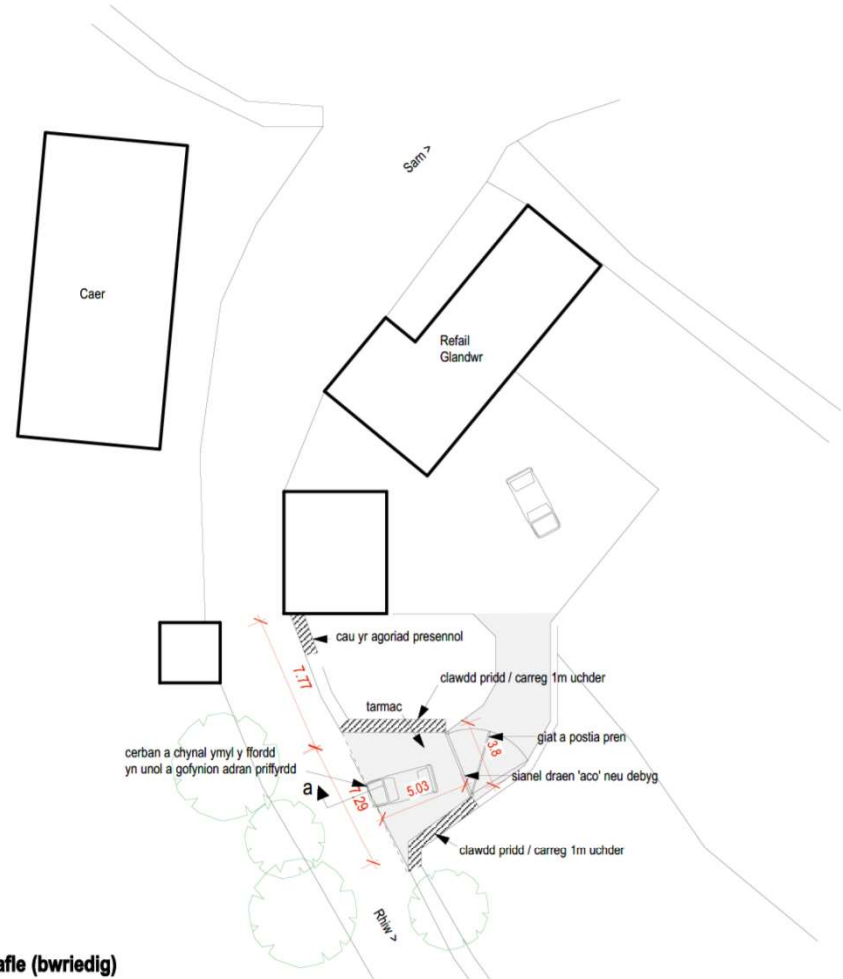 Sarn >
Caer
Refail
Glandwr
cau yr agoriad presennol
7.77
clawdd pridd / carreg 1m uchder
tarmac
giat a postia pren
3.8
cerban a chynal ymyl y ffordd
yn unol a gofynion adran priffyrdd
sianel draen 'aco' neu debyg
a
7.29
5.03
clawdd pridd / carreg 1m uchder
Rhiw >
afle (bwriedig)